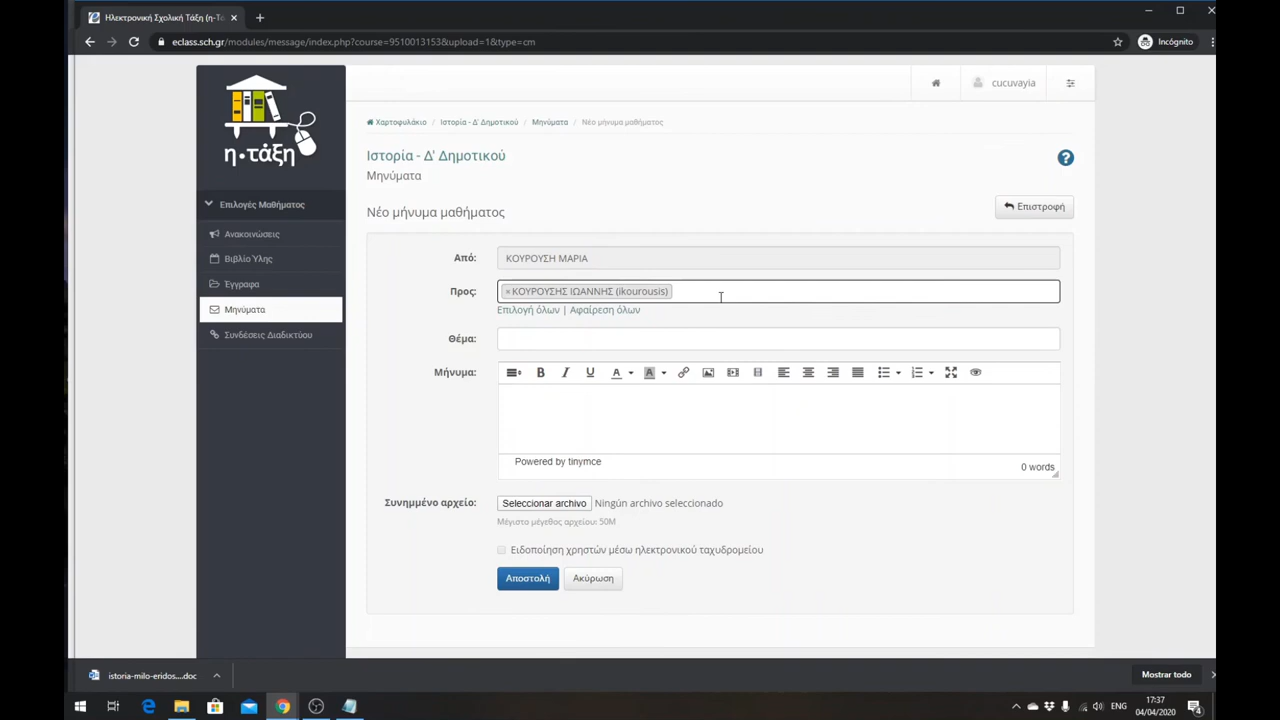 Ηλεκτρονική Σχολική Τάξη (η-Τά
eclass.sch.gr/modules/message/index.php?course=9510013153&upload=1&type=cm
Incógnito
η·τάξη
cucuvayia
Χαρτοφυλάκιο / Ιστορία - Δ' Δημοτικού / Μηνύματα / Νέο μήνυμα μαθήματος
Ιστορία - Δ' Δημοτικού
Μηνύματα
Επιλογές Μαθήματος
Ανακοινώσεις
Βιβλίο Ύλης
Έγγραφα
Μηνύματα
Συνδέσεις Διαδικτύου
Νέο μήνυμα μαθήματος
Επιστροφή
Από: ΚΟΥΡΟΥΣΗ ΜΑΡΙΑ
Προς: ×ΚΟΥΡΟΥΣΗΣ ΙΩΑΝΝΗΣ (ikourousis)
Επιλογή όλων | Αφαίρεση όλων
Θέμα:
Μήνυμα:
Powered by tinymce
0 words
Συνημμένο αρχείο: Seleccionar archivo Ningún archivo seleccionado
Μέγιστο μέγεθος αρχείου: 50M
Ειδοποίηση χρηστών μέσω ηλεκτρονικού ταχυδρομείου
Αποστολή Ακύρωση
istoria-milo-eridos....doc
Mostrar todo
ENG
17:37
04/04/2020
4